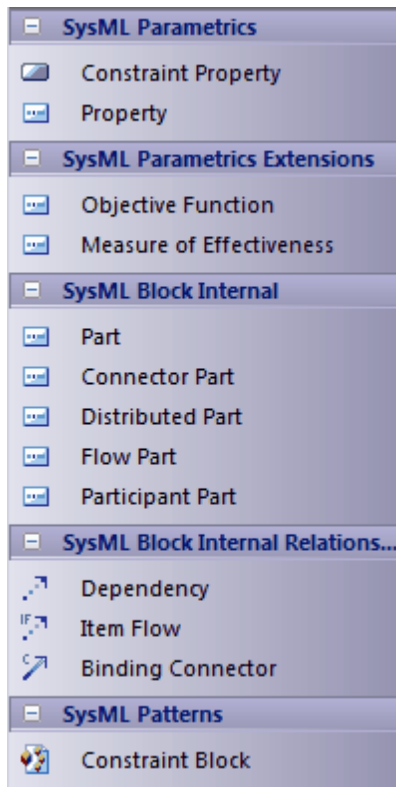 SysML Parametrics
Constraint Property
Property
SysML Parametrics Extensions
Objective Function
Measure of Effectiveness
SysML Block Internal
Part
Connector Part
Distributed Part
Flow Part
Participant Part
SysML Block Internal Relations...
Dependency
IF Item Flow
C Binding Connector
SysML Patterns
Constraint Block